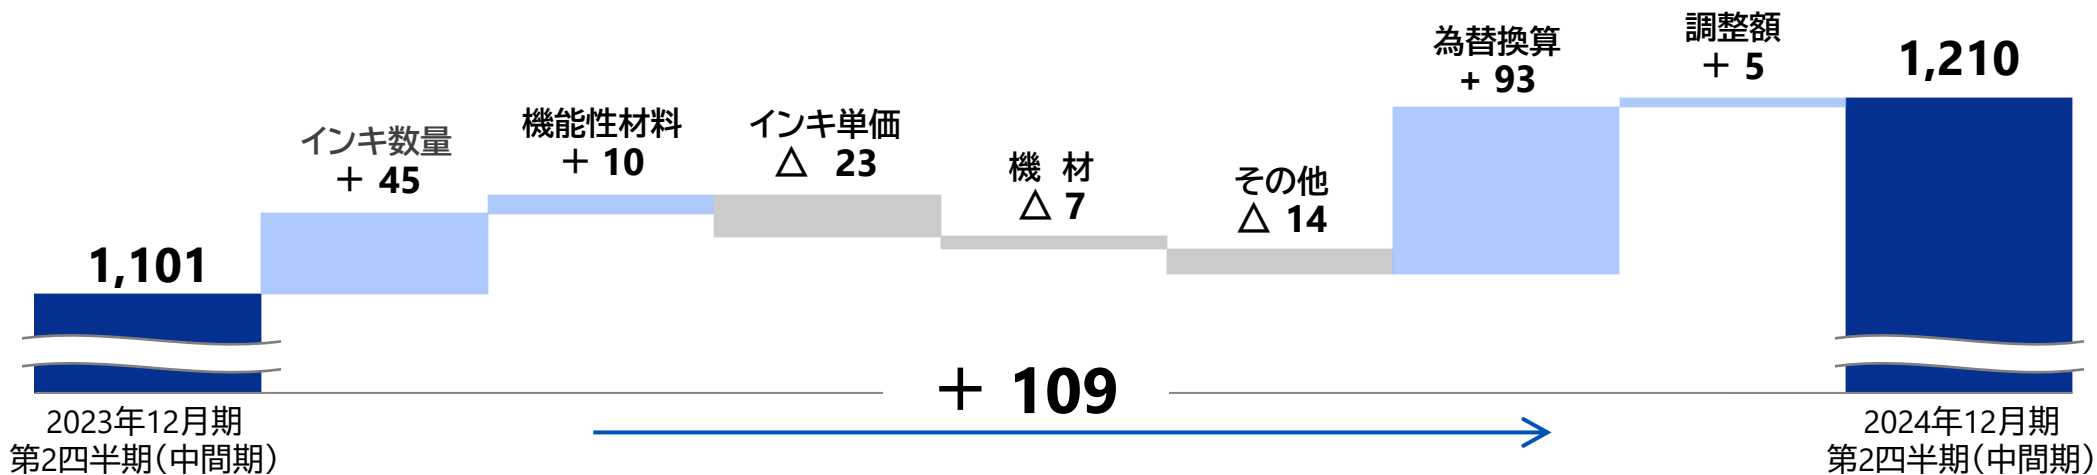 1,101
インキ数量
＋ 45
機能性材料
＋ 10
インキ単価
△ 23
機 材
△ 7
その他
△ 14
為替換算
+ 93
調整額
＋ 5
1,210
＋ 109
2023年12月期
第2四半期（中間期）
2024年12月期
第2四半期（中間期）